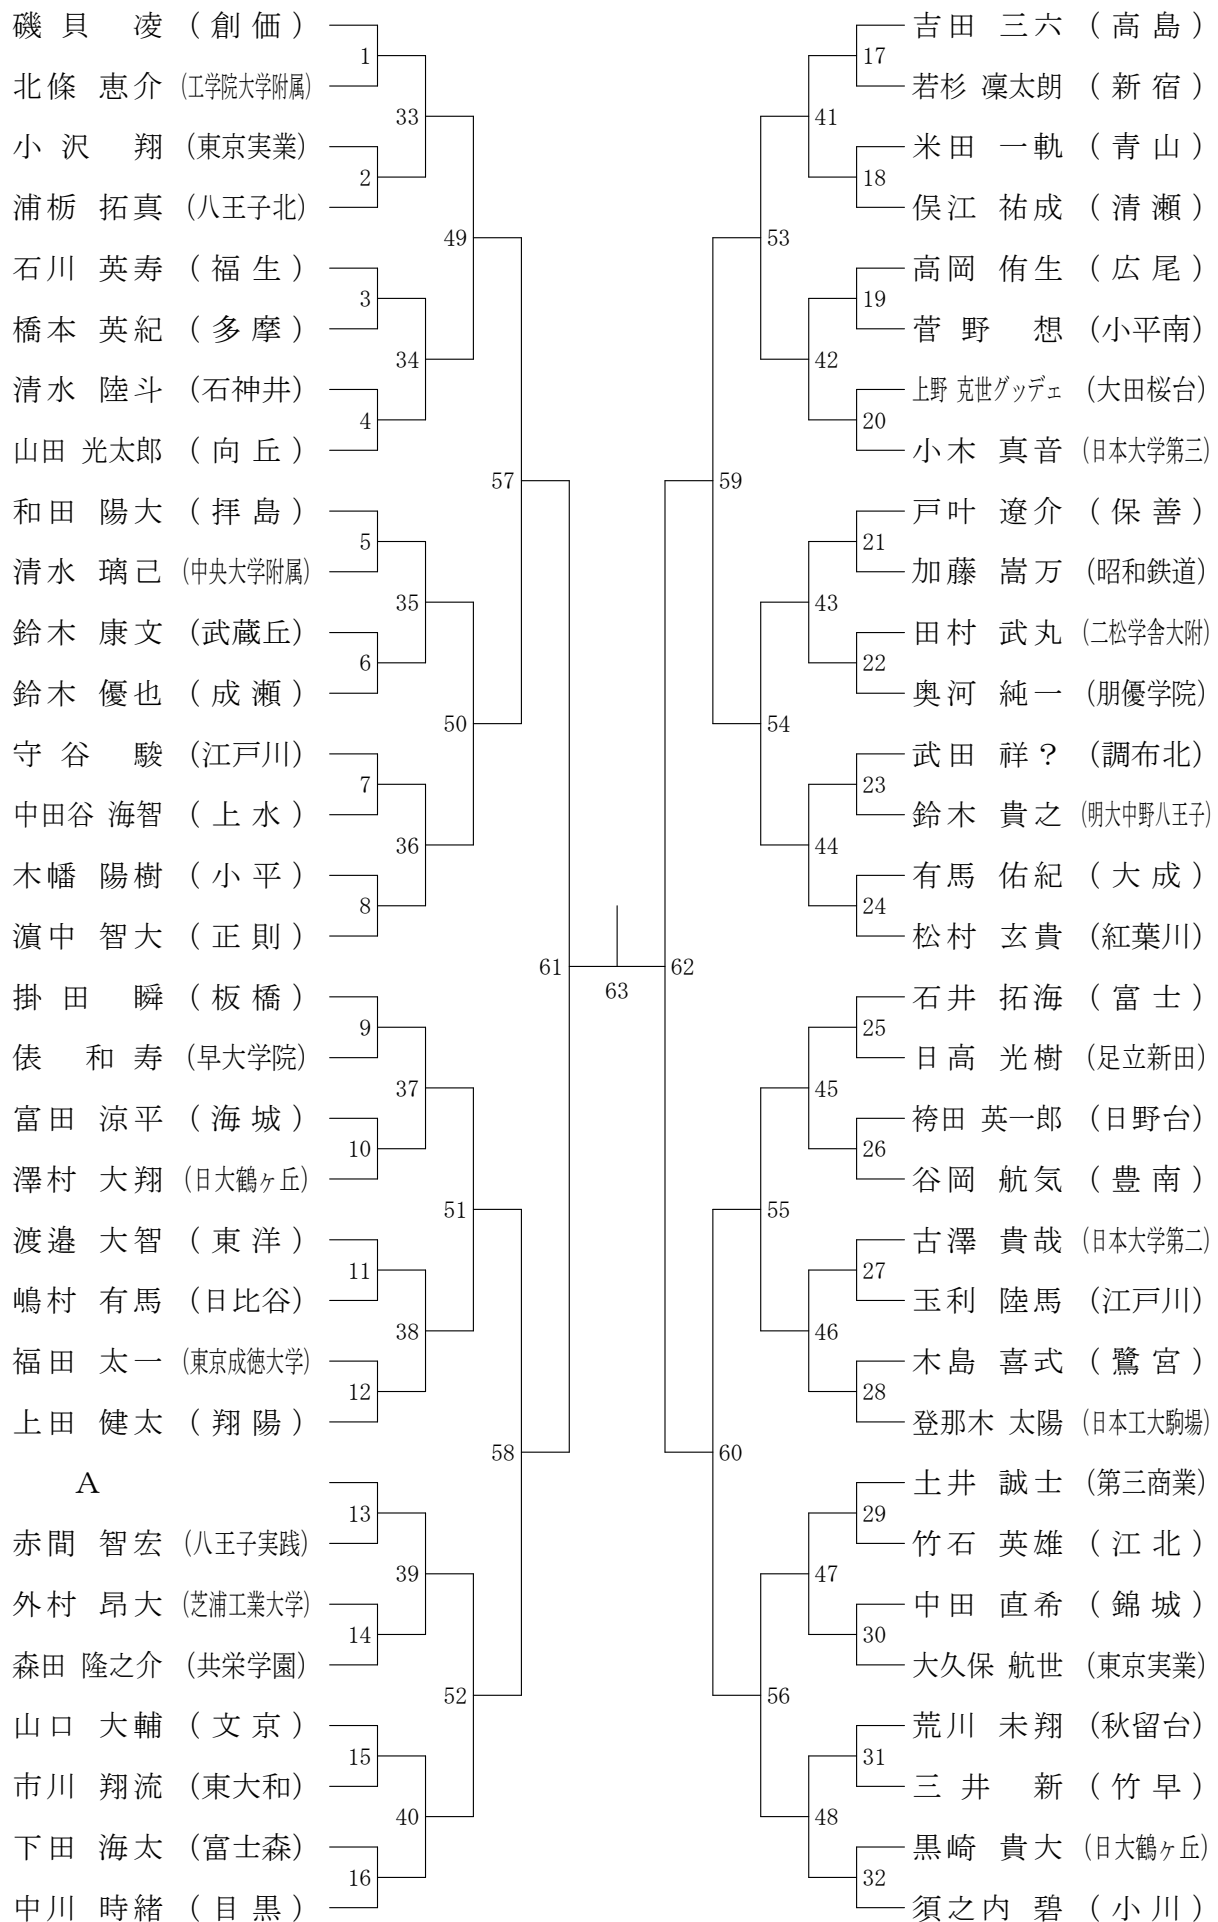 磯貝 凌 (創価)
北條 恵介 (工学院大学附属)
小沢 翔 (東京実業)
浦栃 拓真 (八王子北)
石川 英寿 (福生)
橋本 英紀 (多摩)
清水 陸斗 (石神井)
山田 光太郎 (向丘)
和田 陽大 (拝島)
清水 璃己 (中央大学附属)
鈴木 康文 (武蔵丘)
鈴木 優也 (成瀬)
守谷 駿 (江戸川)
中田谷 海智 (上水)
木幡 陽樹 (小平)
濵中 智大 (正則)
掛田 瞬 (板橋)
俵 和寿 (早大学院)
富田 涼平 (海城)
澤村 大翔 (日大鶴ヶ丘)
渡邉 大智 (東洋)
嶋村 有馬 (日比谷)
福田 太一 (東京成徳大学)
上田 健太 (翔陽)
A
赤間 智宏 (八王子実践)
外村 昂大 (芝浦工業大学)
森田 隆之介 (共栄学園)
山口 大輔 (文京)
市川 翔流 (東大和)
下田 海太 (富士森)
中川 時緒 (目黒)
1
2
3
4
5
6
7
8
9
10
11
12
13
14
15
16
33
34
35
36
37
38
39
40
49
50
51
52
57
58
61
63
62
59
60
53
54
55
56
41
42
43
44
45
46
47
48
17
18
19
20
21
22
23
24
25
26
27
28
29
30
31
32
吉田 三六 (高島)
若杉 凜太朗 (新宿)
米田 一軌 (青山)
俣江 祐成 (清瀬)
高岡 侑生 (広尾)
菅野 想 (小平南)
上野 克世グッデェ (大田桜台)
小木 真音 (日本大学第三)
戸叶 遼介 (保善)
加藤 嵩万 (昭和鉄道)
田村 武丸 (二松学舎大附)
奥河 純一 (朋優学院)
武田 祥? (調布北)
鈴木 貴之 (明大中野八王子)
有馬 佑紀 (大成)
松村 玄貴 (紅葉川)
石井 拓海 (富士)
日高 光樹 (足立新田)
袴田 英一郎 (日野台)
谷岡 航気 (豊南)
古澤 貴哉 (日本大学第二)
玉利 陸馬 (江戸川)
木島 喜式 (鷺宮)
登那木 太陽 (日本工大駒場)
土井 誠士 (第三商業)
竹石 英雄 (江北)
中田 直希 (錦城)
大久保 航世 (東京実業)
荒川 未翔 (秋留台)
三井 新 (竹早)
黒崎 貴大 (日大鶴ヶ丘)
須之内 碧 (小川)